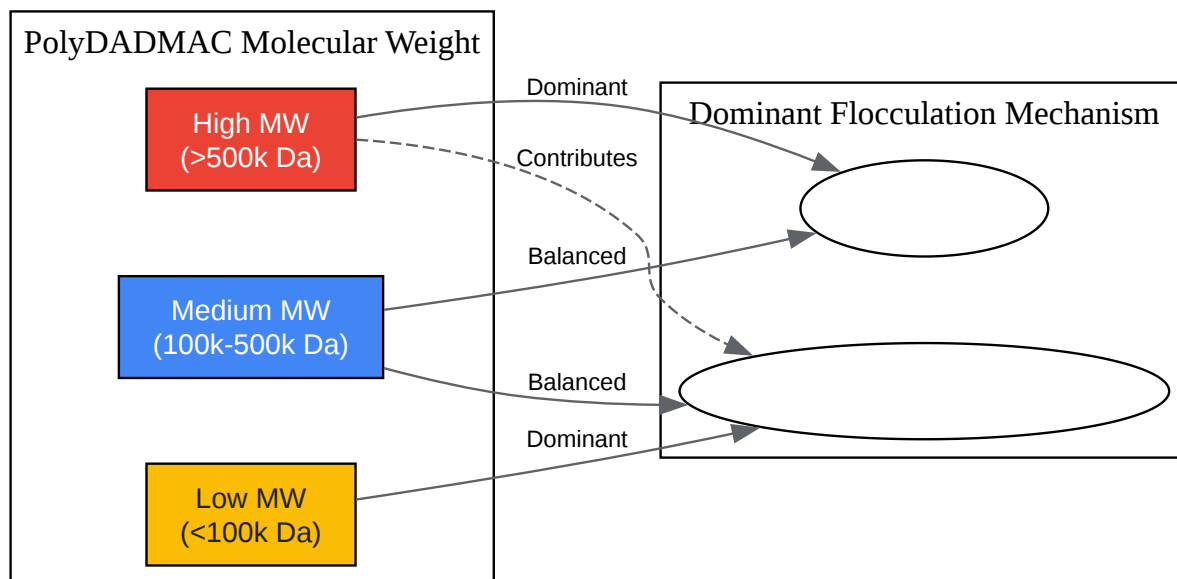 PolyDADMAC Molecular Weight
High MW
(>500k Da)
Medium MW
(100k-500k Da)
Low MW
(<100k Da)
Dominant
Contributes
Balanced
Balanced
Dominant
Dominant Flocculation Mechanism